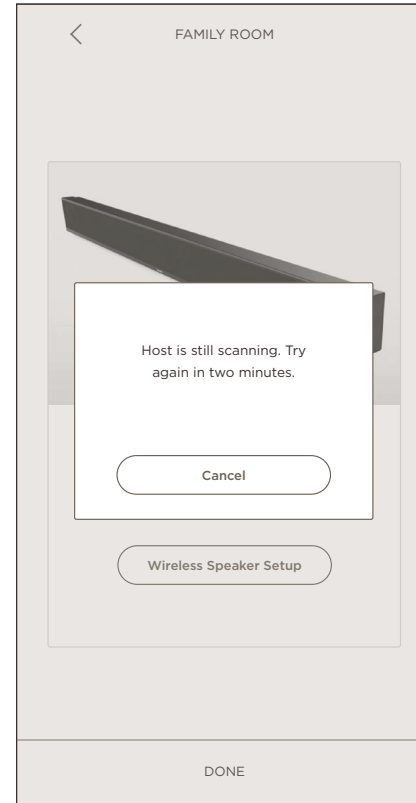 FAMILY ROOM
Host is still scanning. Try
again in two minutes.
Cancel
Wireless Speaker Setup
DONE